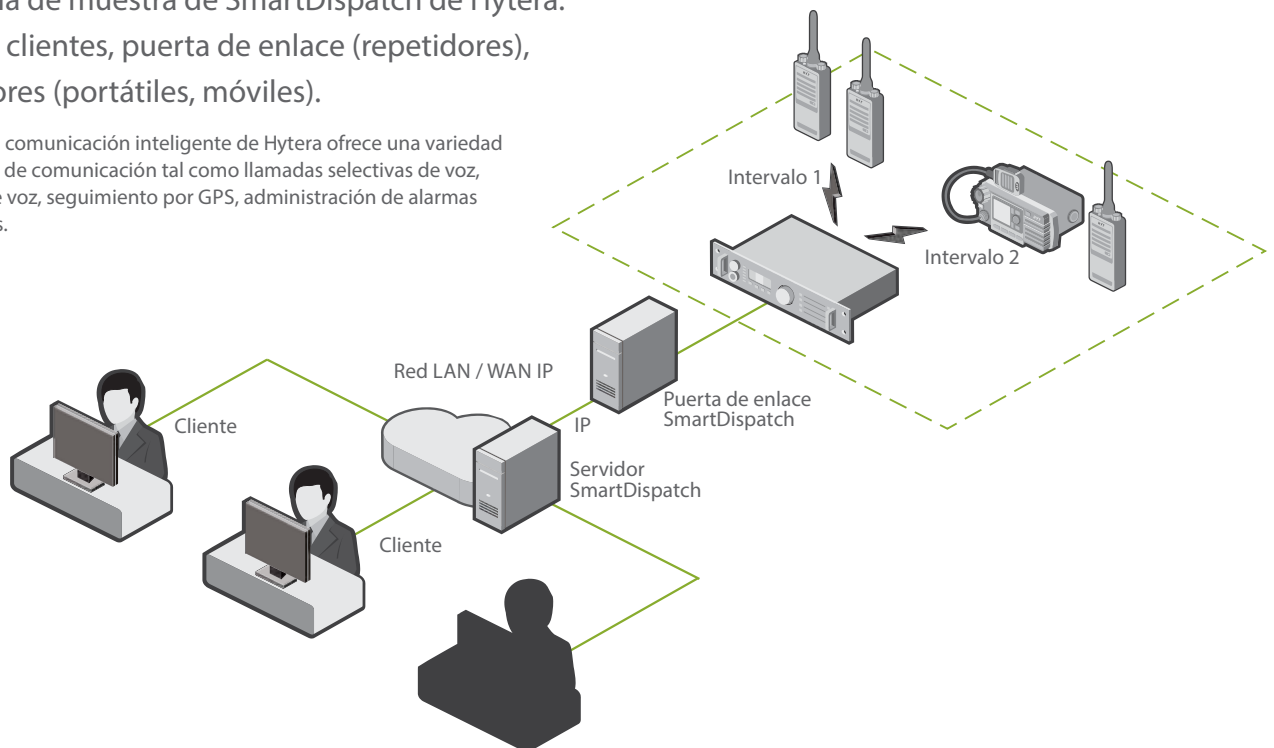 de muestra de SmartDispatch de Hytera.
clientes, puerta de enlace (repetidores),
(portátiles, móviles).
comunicación inteligente de Hytera ofrece una variedad
de comunicación tal como llamadas selectivas de voz,
voz, seguimiento por GPS, administración de alarmas
Intervalo 1
Intervalo 2
Red LAN / WAN IP
Puerta de enlace
SmartDispatch
Cliente
IP
Servidor
SmartDispatch
Cliente